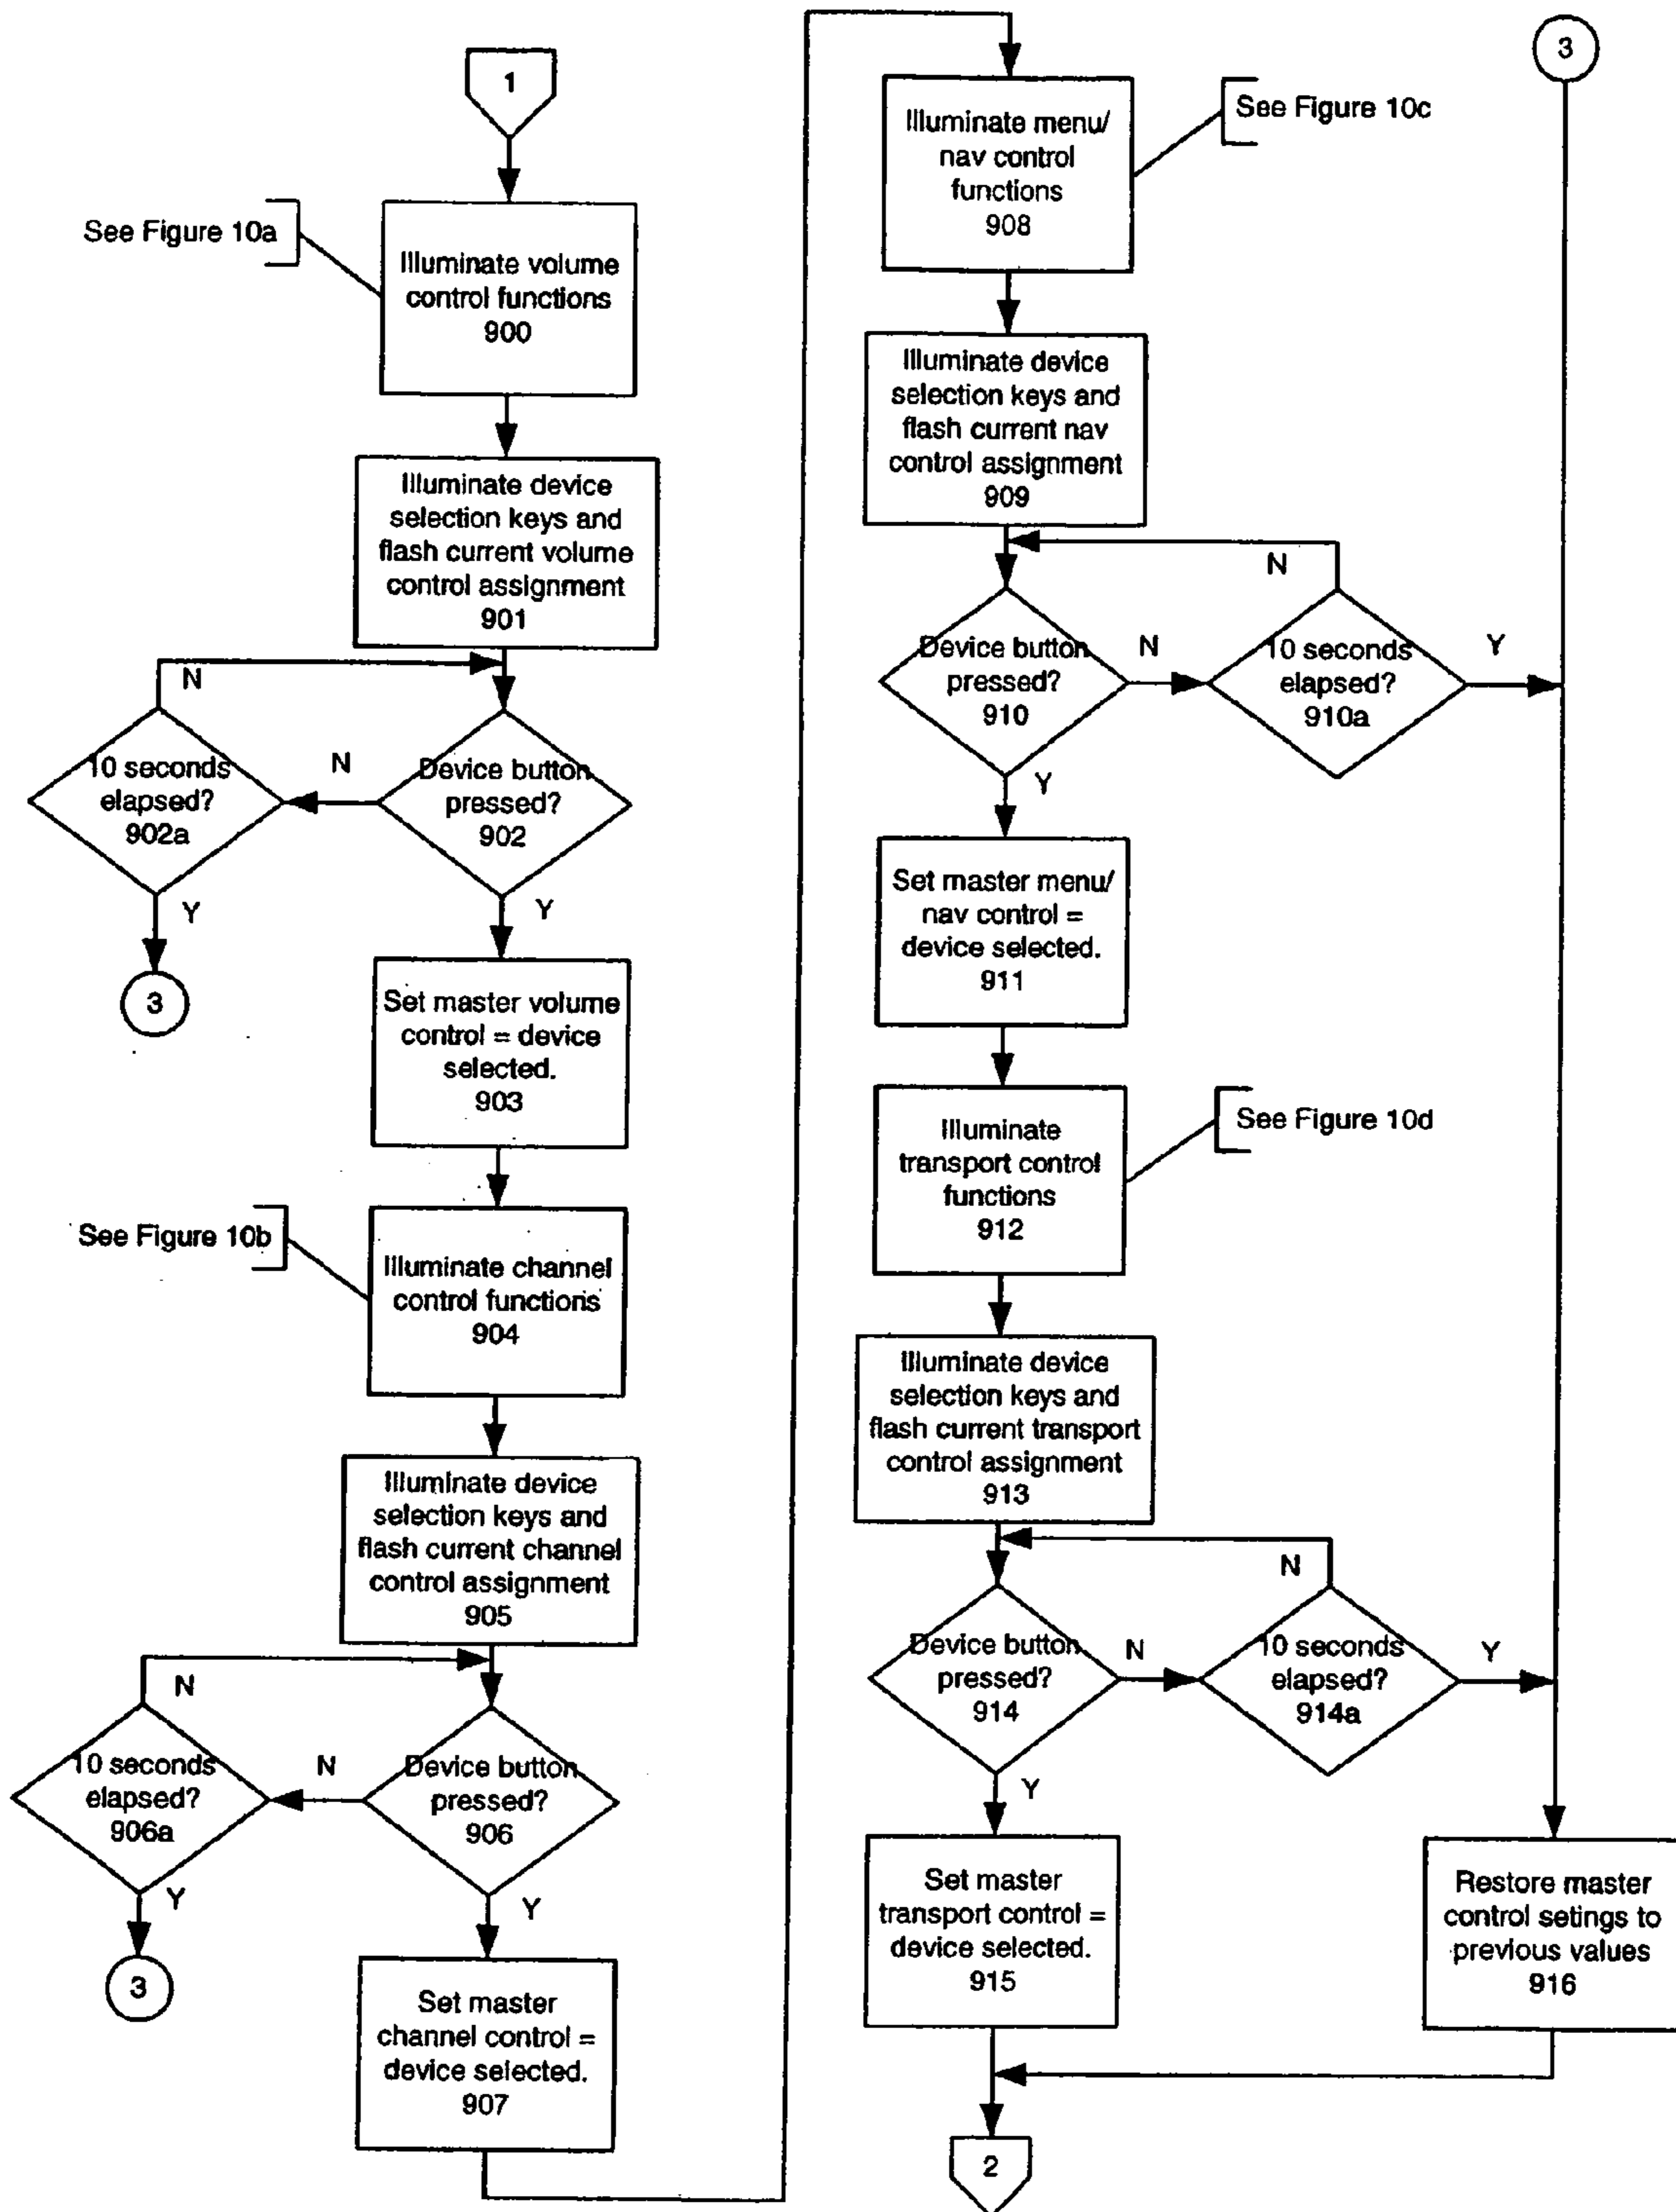 1
See Figure 10a
Illuminate volume
control functions
900
Illuminate device
selection keys and
flash current volume
control assignment
901
N
10 seconds
elapsed?
902a
N
Device button
pressed?
902
Y
Y
3
Set master volume
control = device
selected.
903
See Figure 10b
Illuminate channel
control functions
904
Illuminate device
selection keys and
flash current channel
control assignment
905
N
10 seconds
elapsed?
906a
N
Device button
pressed?
906
Y
Y
3
Set master
channel control =
device selected.
907
Illuminate menu/
nav control
functions
908
See Figure 10c
3
Illuminate device
selection keys and
flash current nav
control assignment
909
N
Device button
pressed?
910
N
10 seconds
elapsed?
910a
Y
Y
Set master menu/
nav control =
device selected.
911
Illuminate
transport control
functions
912
See Figure 10d
Illuminate device
selection keys and
flash current transport
control assignment
913
N
Device button
pressed?
914
N
10 seconds
elapsed?
914a
Y
Y
Set master
transport control =
device selected.
915
Restore master
control setings to
previous values
916
2